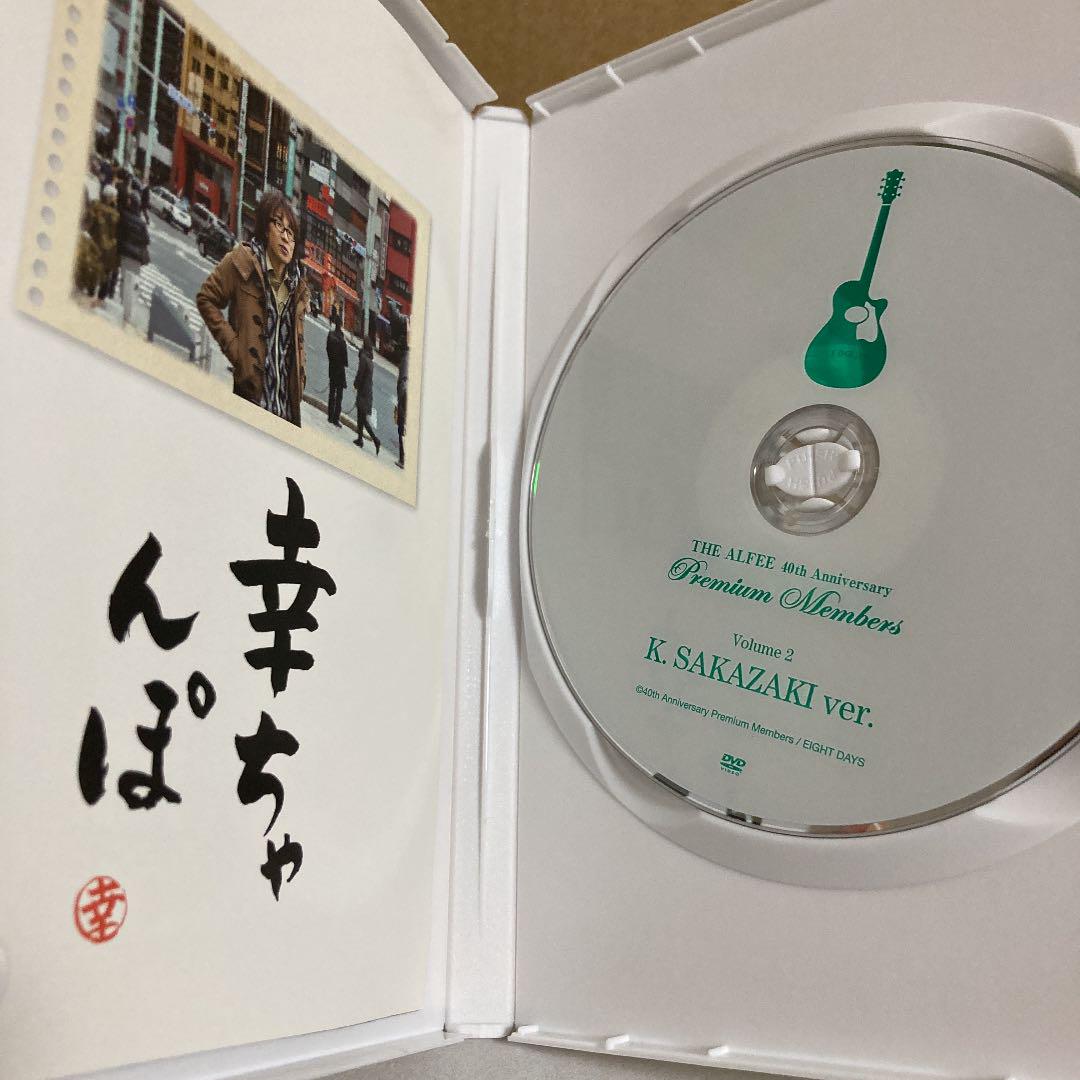 幸ちゃ
んぽ
幸
THE ALFEE 40th Anniversary
Premium Members
Volume 2
K. SAKAZAKI ver.
©40th Anniversary Premium Members / EIGHT DAYS
DVD
VIDEO